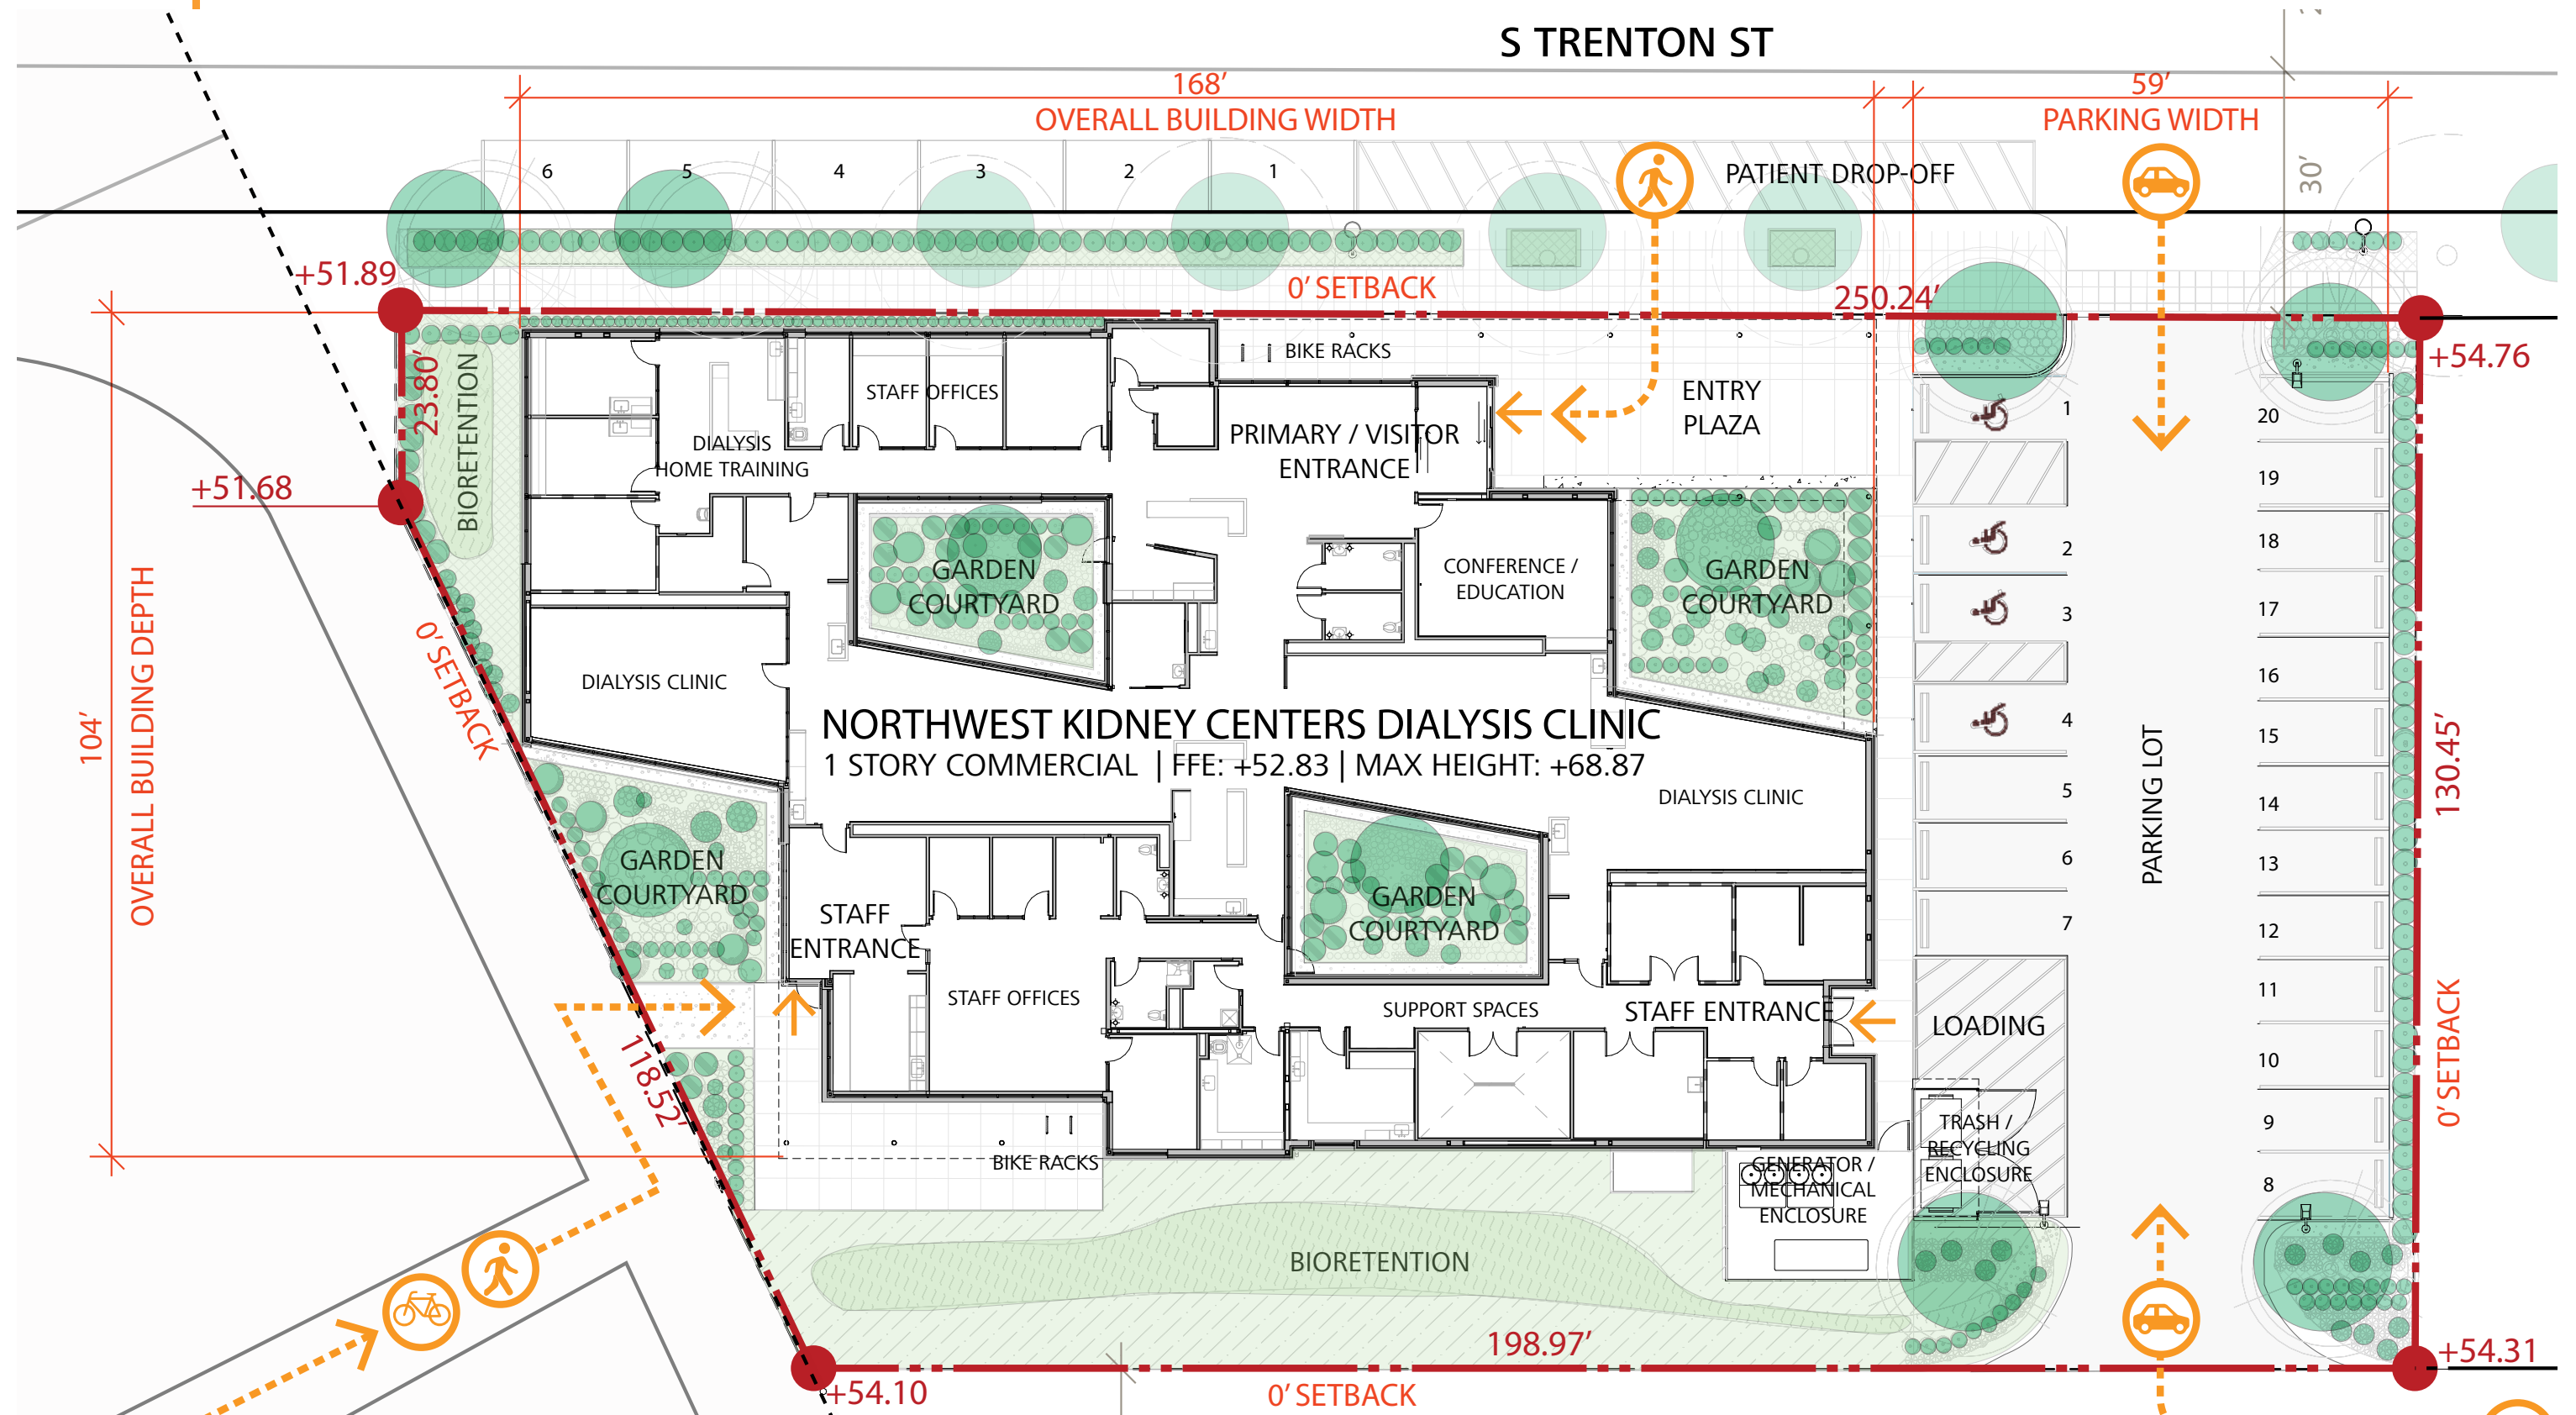 S TRENTON ST
168’
OVERALL BUILDING WIDTH
59’
PARKING WIDTH
6
5
4
3
2
1
PATIENT DROP-OFF
30’
+51.89
0’ SETBACK
250.24’
+54.76
23.80’
BIORETENTION
+51.68
BIKE RACKS
STAFF OFFICES
DIALYSIS
HOME TRAINING
PRIMARY / VISITOR
ENTRANCE
ENTRY
PLAZA
GARDEN
COURTYARD
CONFERENCE /
EDUCATION
GARDEN
COURTYARD
1
2
3
4
5
6
7
20
19
18
17
16
15
14
13
12
11
10
9
8
PARKING LOT
130.45’
0’ SETBACK
104’
OVERALL BUILDING DEPTH
0’ SETBACK
DIALYSIS CLINIC
NORTHWEST KIDNEY CENTERS DIALYSIS CLINIC
1 STORY COMMERCIAL | FFE: +52.83 | MAX HEIGHT: +68.87
DIALYSIS CLINIC
GARDEN
COURTYARD
STAFF
ENTRANCE
GARDEN
COURTYARD
STAFF OFFICES
SUPPORT SPACES
STAFF ENTRANCE
LOADING
118.52’
BIKE RACKS
TRASH /
RECYCLING
ENCLOSURE
GENERATOR /
MECHANICAL
ENCLOSURE
BIORETENTION
198.97’
+54.10
0’ SETBACK
+54.31